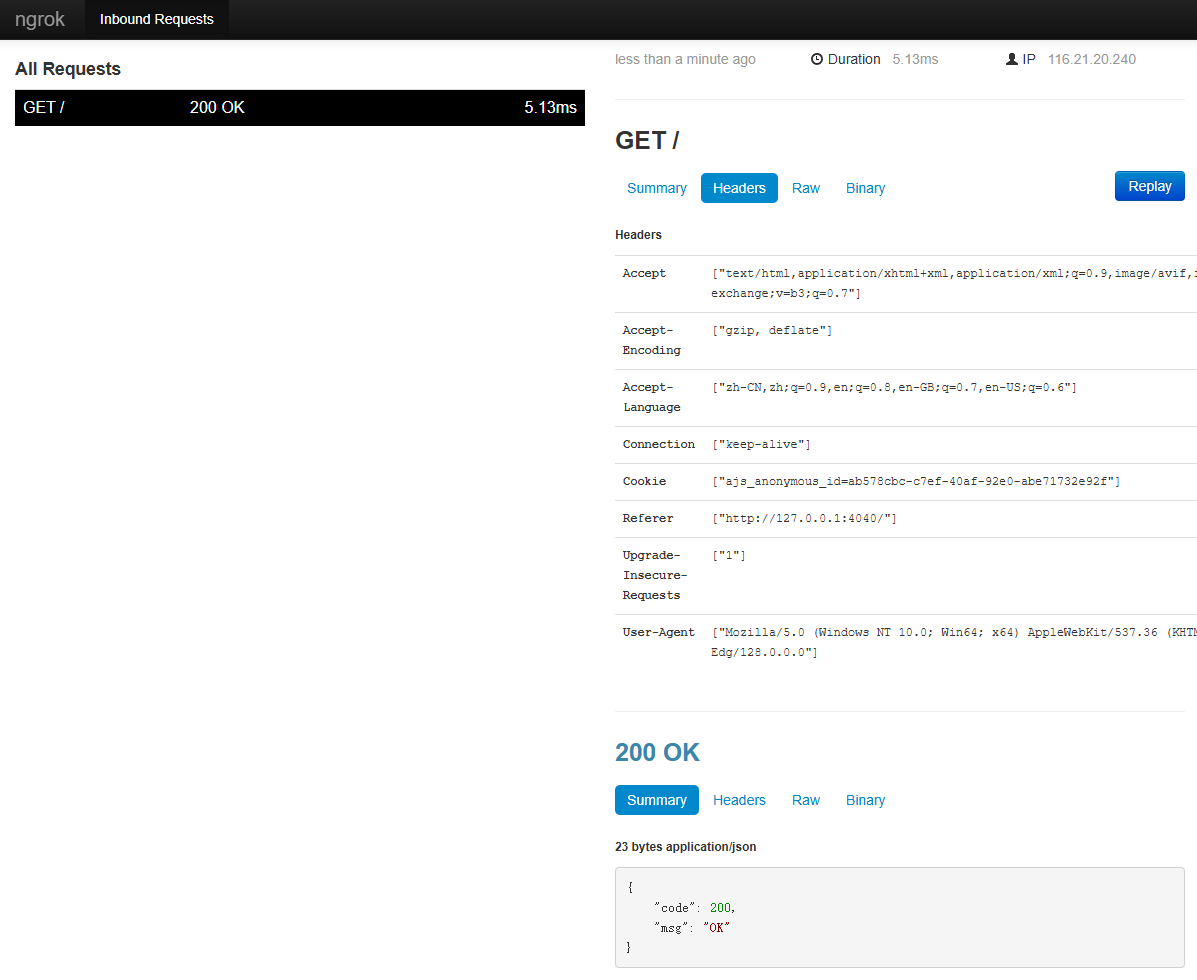 ngrok Inbound Requests
All Requests
GET / 200 OK 5.13ms
less than a minute ago Duration 5.13ms IP 116.21.20.240
GET /
Summary Headers Raw Binary Replay
Headers
Accept ["text/html,application/xhtml+xml,application/xml;q=0.9,image/avif,
exchange;v=b3;q=0.7"]
Accept-
Encoding ["gzip, deflate"]
Accept-
Language ["zh-CN,zh;q=0.9,en;q=0.8,en-GB;q=0.7,en-US;q=0.6"]
Connection ["keep-alive"]
Cookie ["ajs_anonymous_id=ab578cbc-c7ef-40af-92e0-abe71732e92f"]
Referer ["http://127.0.0.1:4040/"]
Upgrade-
Insecure-
Requests ["1"]
User-Agent ["Mozilla/5.0 (Windows NT 10.0; Win64; x64) AppleWebKit/537.36 (KHTM
Edg/128.0.0.0"]
200 OK
Summary Headers Raw Binary
23 bytes application/json
{
"code": 200,
"msg": "OK"
}